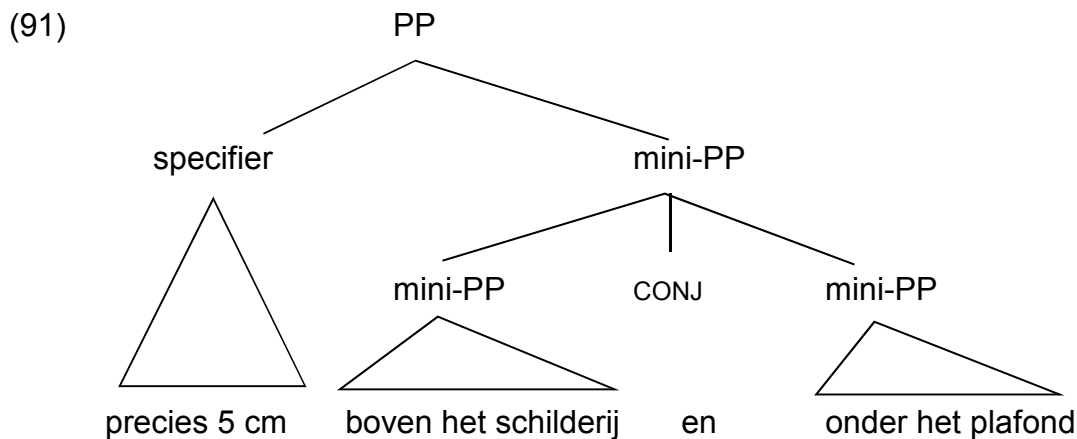 (91) PP
specifier mini-PP
mini-PP CONJ mini-PP
precies 5 cm boven het schilderij en onder het plafond